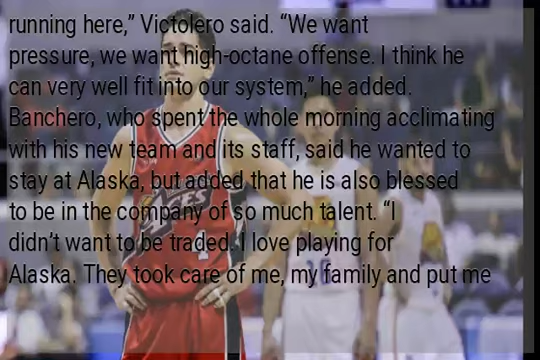 running here,” Victolero said. “We want
pressure, we want high-octane offense. I think he
can very well fit into our system,” he added.
Banchero, who spent the whole morning acclimating
with his new team and its staff, said he wanted to
stay at Alaska, but added that he is also blessed
to be in the company of so much talent. “I
didn’t want to be traded. I love playing for
Alaska. They took care of me, my family and put me
ACES